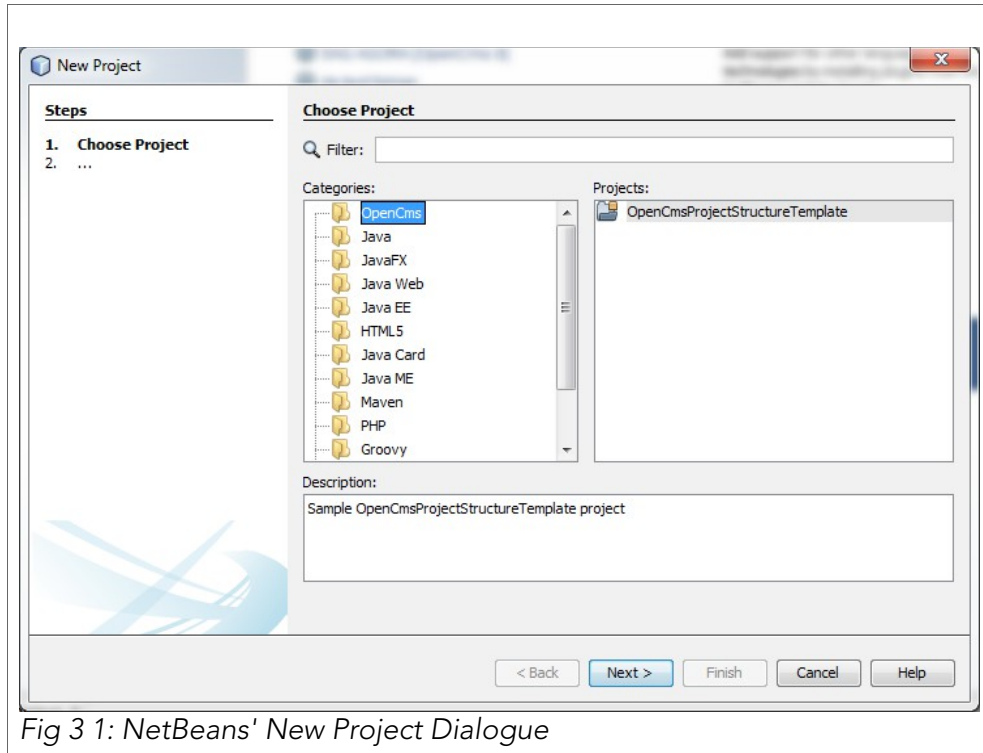 New Project
Steps
1. Choose Project
2. ...
Choose Project
Filter:
Categories:
Projects:
OpenCms
Java
JavaFX
Java Web
Java EE
HTML5
Java Card
Java ME
Maven
PHP
Groovy
OpenCmsProjectStructureTemplate
Description:
Sample OpenCmsProjectStructureTemplate project
< Back
Next >
Finish
Cancel
Help
Fig 3 1: NetBeans' New Project Dialogue